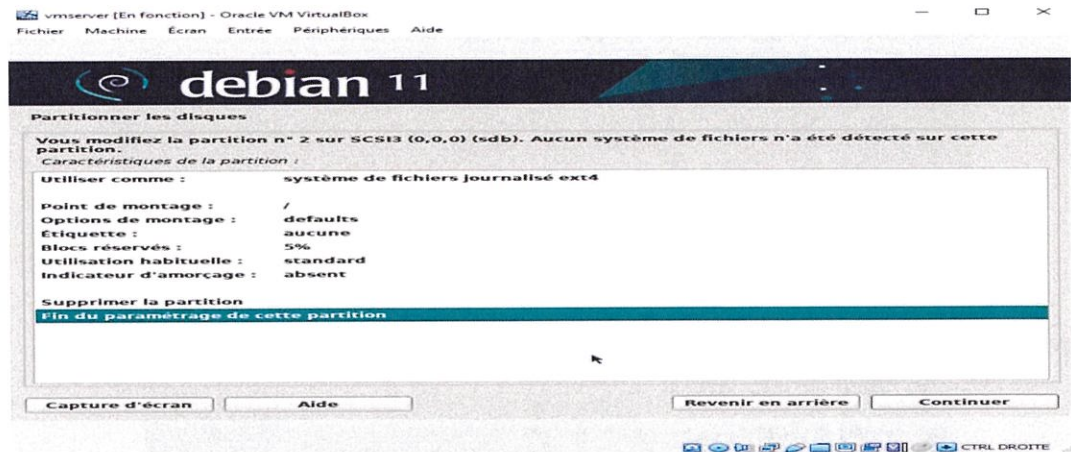 vmserver [En fonction] - Oracle VM VirtualBox
Fichier Machine Écran Entrée Périphériques Aide
debian 11
Partitionner les disques
Vous modifiez la partition n° 2 sur SCSI3 (0,0,0) (sdb). Aucun système de fichiers n'a été détecté sur cette
partition.
Caractéristiques de la partition :
Utiliser comme : système de fichiers journalisé ext4
Point de montage : /
Options de montage : defaults
Étiquette : aucune
Blocs réservés : 5%
Utilisation habituelle : standard
Indicateur d'amorçage : absent
Supprimer la partition
Fin du paramétrage de cette partition
Capture d'écran Aide Revenir en arrière Continuer
CTRL DROITE